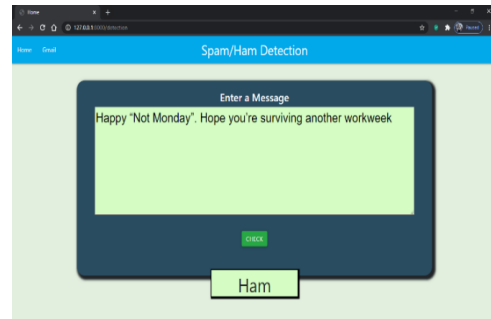 Home
127.0.0.1:5000/detection
Home Gmail
Spam/Ham Detection
Enter a Message
Happy “Not Monday”. Hope you’re surviving another workweek
CHECK
Ham